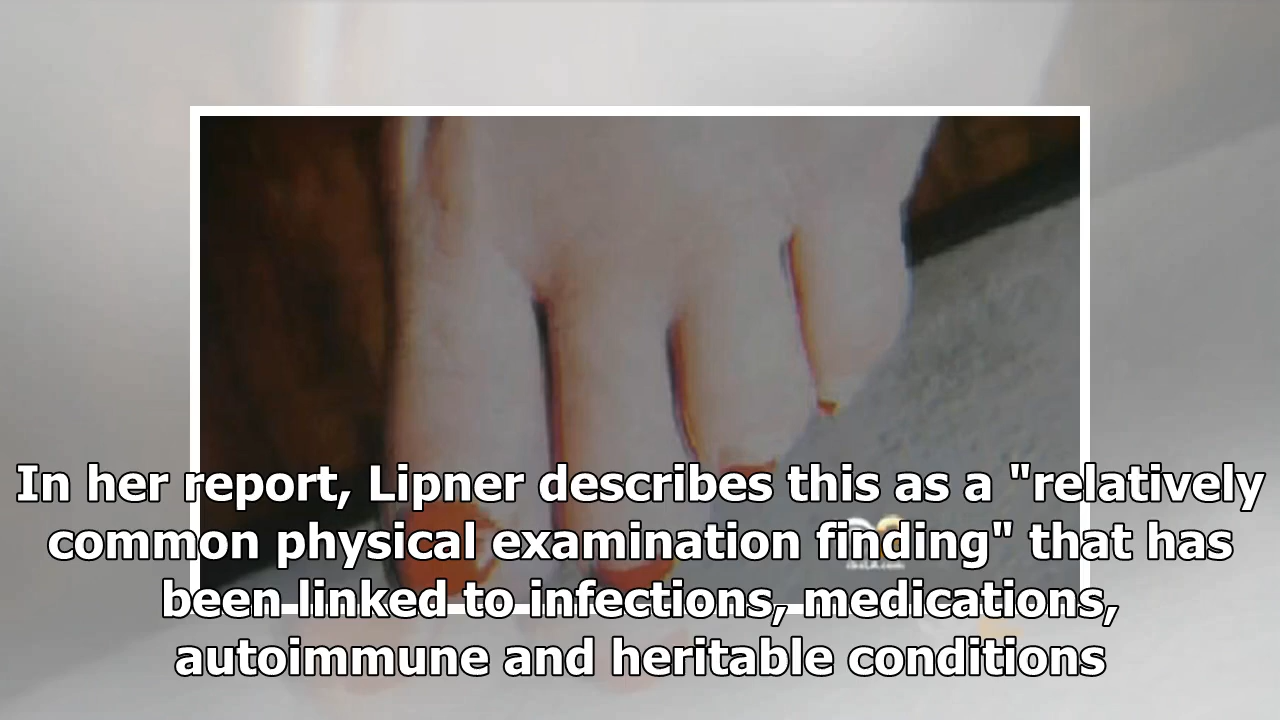 In her report, Lipner describes this as a "relatively
common physical examination finding" that has
been linked to infections, medications,
autoimmune and heritable conditions